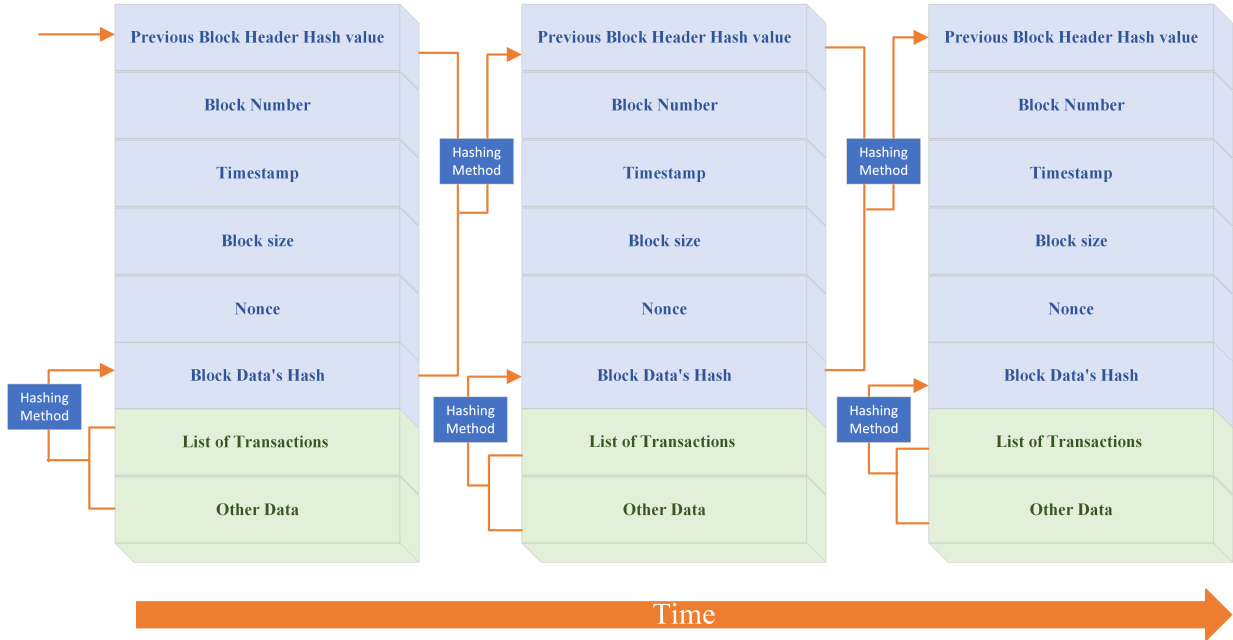 Previous Block Header Hash value
Block Number
Timestamp
Block size
Nonce
Block Data's Hash
List of Transactions
Other Data
Hashing
Method
Hashing
Method
Previous Block Header Hash value
Block Number
Timestamp
Block size
Nonce
Block Data's Hash
List of Transactions
Other Data
Hashing
Method
Hashing
Method
Previous Block Header Hash value
Block Number
Timestamp
Block size
Nonce
Block Data's Hash
List of Transactions
Other Data
Hashing
Method
Time